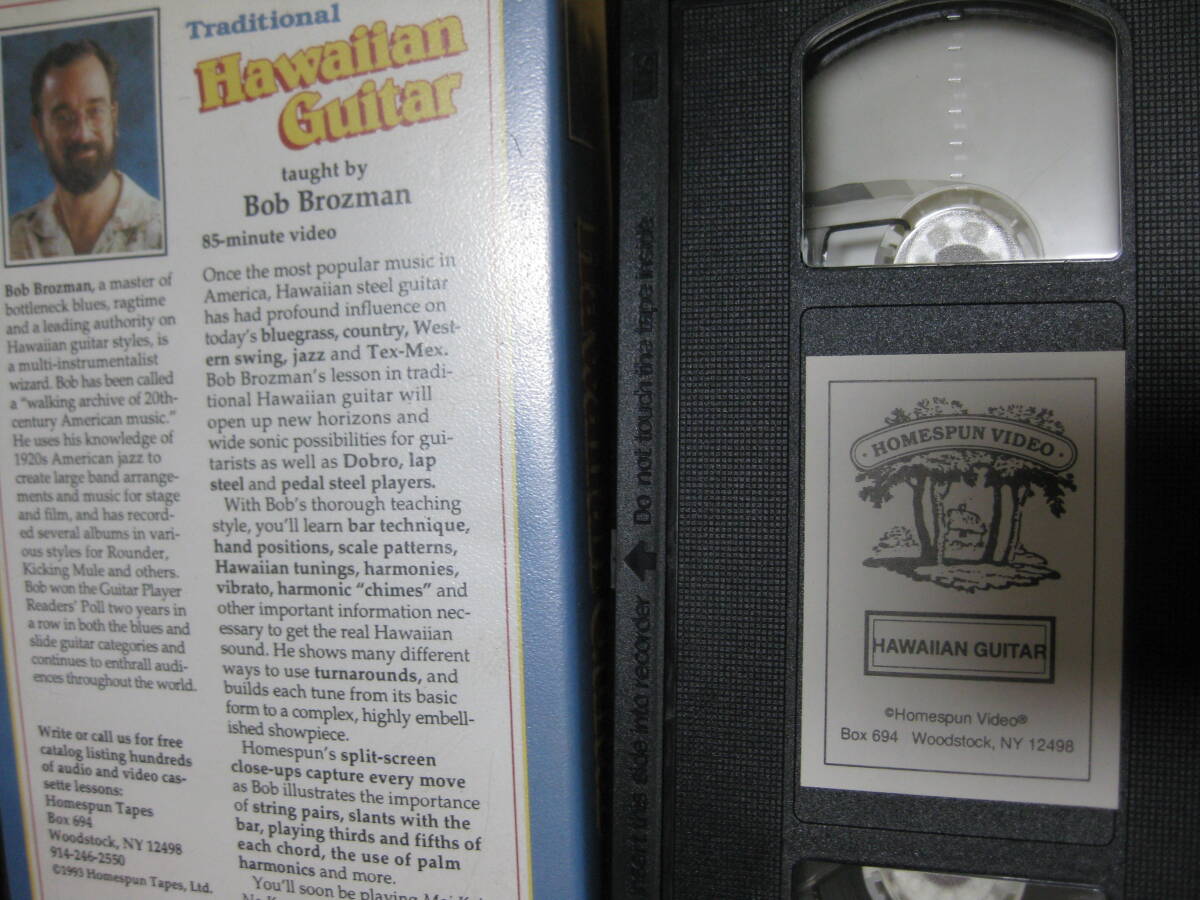 Traditional
Hawaiian
Guitar
taught by
Bob Brozman
85-minute video
Bob Brozman, a master of
bottleneck blues, ragtime
and a leading authority on
Hawaiian guitar styles, is
a multi-instrumentalist
wizard. Bob has been called
a "walking archive of 20th-
century American music."
He uses his knowledge of
1920s American jazz to
create large band arrange-
ments and music for stage
and film, and has record-
ed several albums in vari-
ous styles for Rounder,
Kicking Mule and others.
Bob won the Guitar Player
Readers' Poll two years in
a row in both the blues and
slide guitar categories and
continues to enthrall audi-
ences throughout the world.
Write or call us for free
catalog listing hundreds
of audio and video cas-
sette lessons:
Homespun Tapes
Box 694
Woodstock, NY 12498
914-246-2550
©1993 Homespun Tapes, Ltd.
Once the most popular music in
America, Hawaiian steel guitar
has had profound influence on
today's bluegrass, country, West-
ern swing, jazz and Tex-Mex.
Bob Brozman's lesson in tradi-
tional Hawaiian guitar will
open up new horizons and
wide sonic possibilities for gui-
tarists as well as Dobro, lap
steel and pedal steel players.
With Bob's thorough teaching
style, you'll learn bar technique,
hand positions, scale patterns,
Hawaiian tunings, harmonies,
vibrato, harmonic "chimes" and
other important information nec-
essary to get the real Hawaiian
sound. He shows many different
ways to use turnarounds, and
builds each tune from its basic
form to a complex, highly embell-
ished showpiece.
Homespun's split-screen
close-ups capture every move
as Bob illustrates the importance
of string pairs, slants with the
bar, playing thirds and fifths of
each chord, the use of palm
harmonics and more.
You'll soon be playing
Do not touch the tape inside
this side into recorder
HOMESPUN VIDEO
HAWAIIAN GUITAR
©Homespun Video®
Box 694 Woodstock, NY 12498